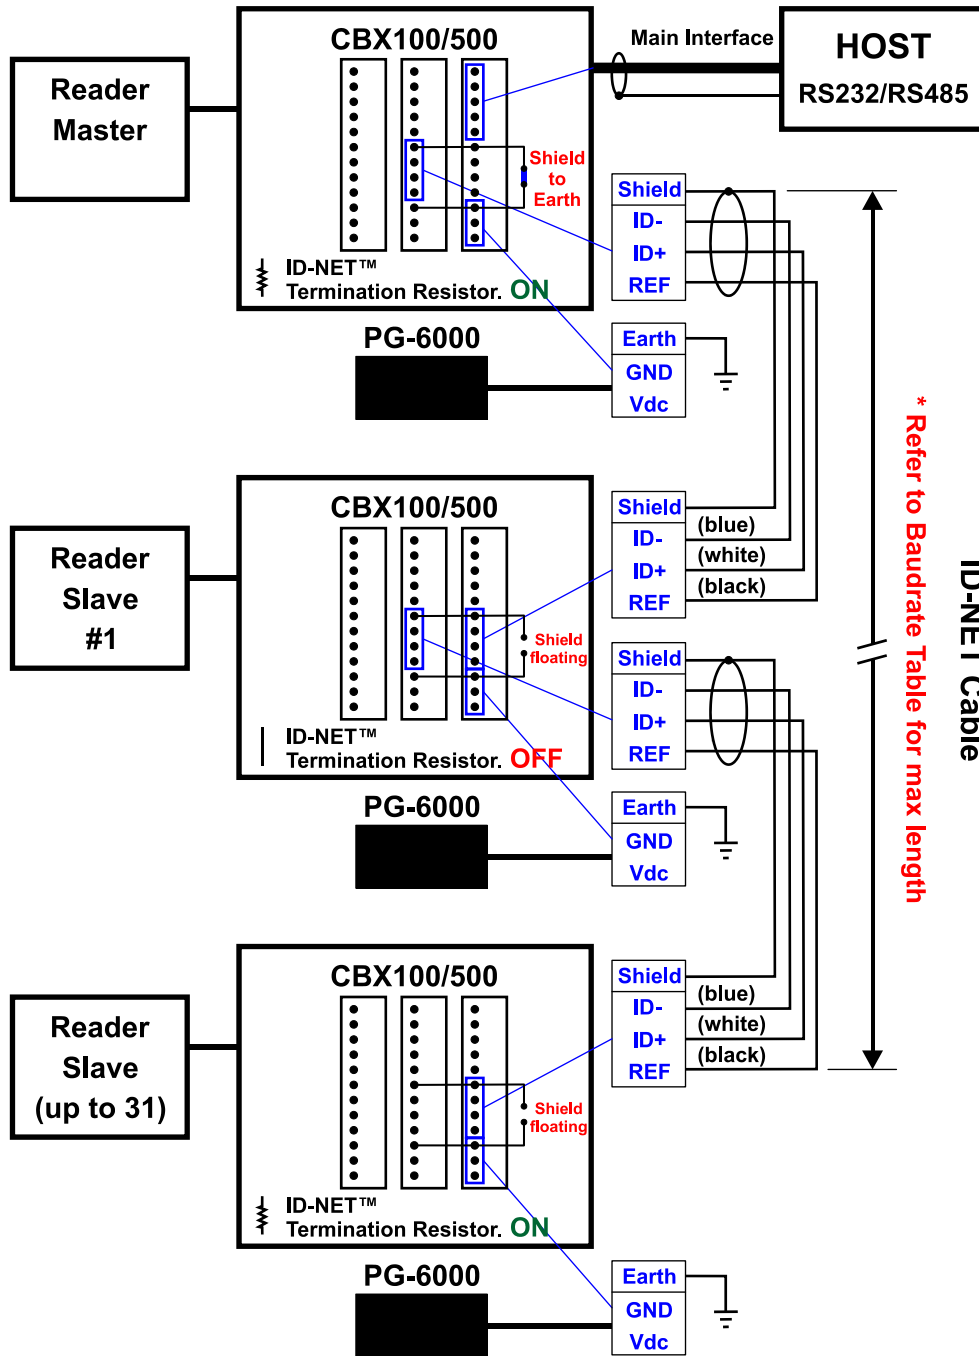 CBX100/500
Main Interface
HOST
RS232/RS485
Reader
Master
Shield
to
Earth
Shield
ID-
ID+
REF
ID-NET™
Termination Resistor. ON
PG-6000
Earth
GND
Vdc
CBX100/500
Reader
Slave
#1
Shield
ID-
ID+
REF
(blue)
(white)
(black)
Shield
floating
Shield
ID-
ID+
REF
ID-NET™
Termination Resistor. OFF
PG-6000
Earth
GND
Vdc
* Refer to Baudrate Table for max length
ID-NET Cable
CBX100/500
Reader
Slave
(up to 31)
Shield
ID-
ID+
REF
(blue)
(white)
(black)
Shield
floating
ID-NET™
Termination Resistor. ON
PG-6000
Earth
GND
Vdc